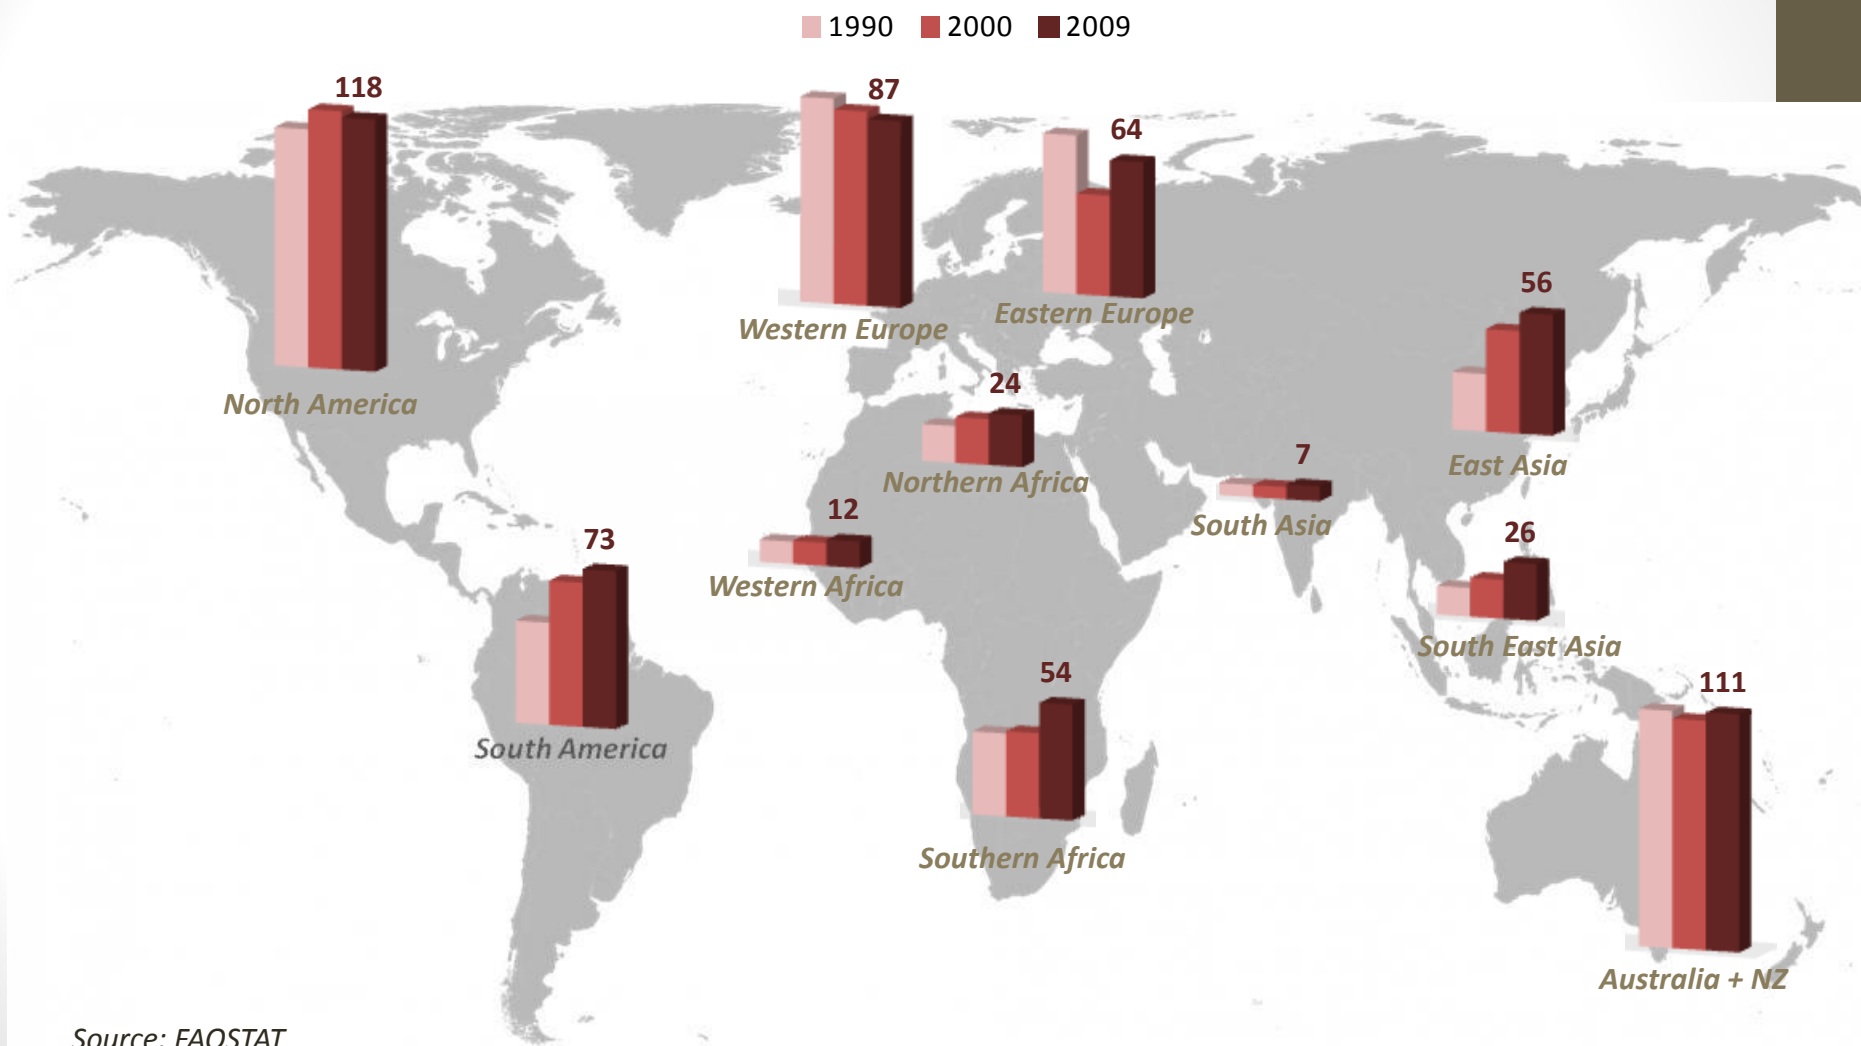 1990 2000 2009
118
87
64
56
Eastern Europe
Western Europe
24
North America
7
East Asia
Northern Africa
12
South Asia
26
73
Western Africa
South East Asia
54
111
South America
Southern Africa
Australia + NZ
Source: FAOSTAT